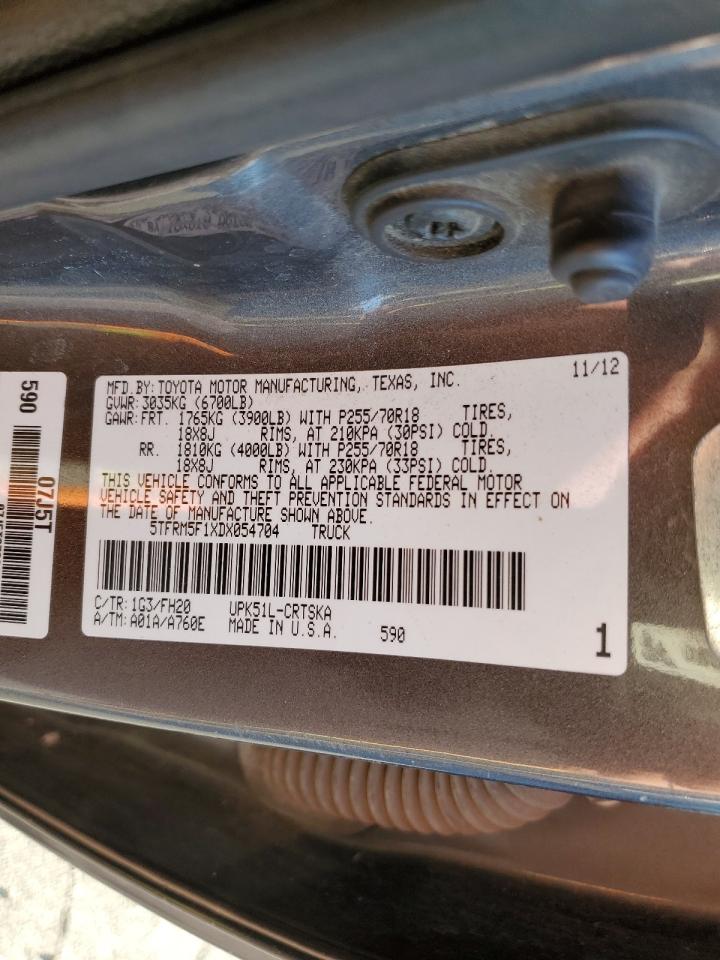 MFD. BY: TOYOTA MOTOR MANUFACTURING, TEXAS, INC. 11/12
GVWR: 3035KG (6700LB)
GAWR: FRT. 1765KG (3900LB) WITH P255/70R18 TIRES,
18X8J RIMS, AT 210KPA (30PSI) COLD.
RR. 1810KG (4000LB) WITH P255/70R18 TIRES,
18X8J RIMS, AT 230KPA (33PSI) COLD.
THIS VEHICLE CONFORMS TO ALL APPLICABLE FEDERAL MOTOR
VEHICLE SAFETY AND THEFT PREVENTION STANDARDS IN EFFECT ON
THE DATE OF MANUFACTURE SHOWN ABOVE.
5TFRM5F1XDX054704 TRUCK
C/TR: 1G3/FH20 UPK51L-CRTSKA
A/TM: A01A/A760E MADE IN U.S.A. 590
1
590
07J5T